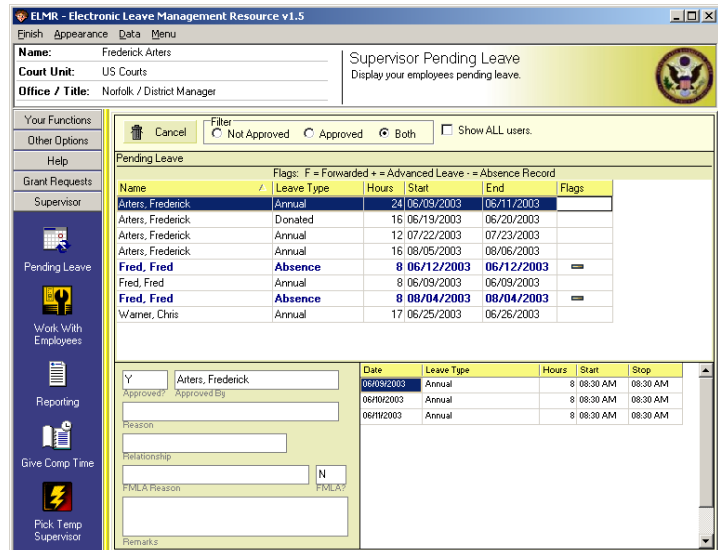 ELMR - Electronic Leave Management Resource v1.5
Finish Appearance Data Menu
Name: Frederick Arters
Court Unit: US Courts
Office / Title: Norfolk / District Manager
Supervisor Pending Leave
Display your employees pending leave.
Your Functions
Other Options
Help
Grant Requests
Supervisor
Pending Leave
Work With
Employees
Reporting
Give Comp Time
Pick Temp
Supervisor
Cancel
Filter
Not Approved Approved Both
Show ALL users.
Pending Leave
Flags: F = Forwarded + = Advanced Leave - = Absence Record
Name / Leave Type Hours Start End Flags
Arters, Frederick Annual 24 06/09/2003 06/11/2003
Arters, Frederick Donated 16 06/19/2003 06/20/2003
Arters, Frederick Annual 12 07/22/2003 07/23/2003
Arters, Frederick Annual 16 08/05/2003 08/06/2003
Fred, Fred Absence 8 06/12/2003 06/12/2003 -
Fred, Fred Annual 8 06/09/2003 06/09/2003
Fred, Fred Absence 8 08/04/2003 08/04/2003 -
Warner, Chris Annual 17 06/25/2003 06/26/2003
Y Arters, Frederick
Approved? Approved By
Reason
Relationship
N
FMLA Reason FMLA?
Remarks
Date Leave Type Hours Start Stop
06/09/2003 Annual 8 08:30 AM 08:30 AM
06/10/2003 Annual 8 08:30 AM 08:30 AM
06/11/2003 Annual 8 08:30 AM 08:30 AM